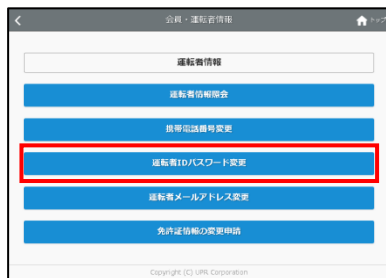 会員・運転者情報
トップ
運転者情報
運転者情報照会
携帯電話番号変更
運転者IDパスワード変更
運転者メールアドレス変更
免許証情報の変更申請
Copyright (C) UPR Corporation